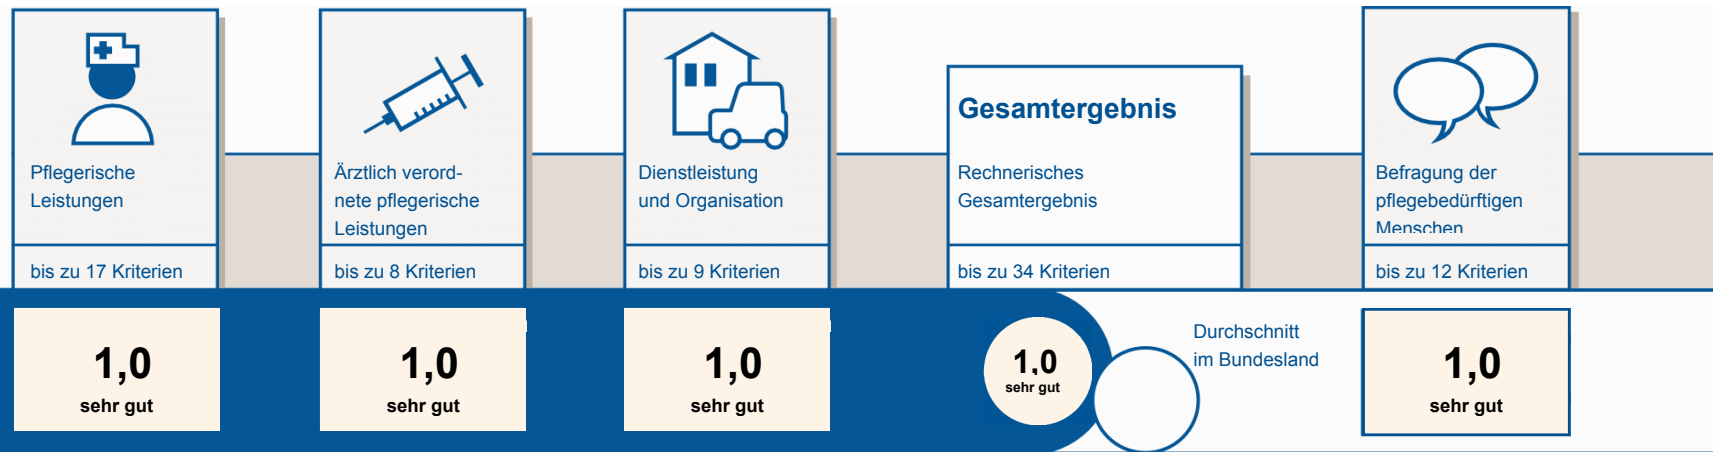 Pflegerische
Leistungen
bis zu 17 Kriterien
1,0
sehr gut
Ärztlich verord-
nete pflegerische
Leistungen
bis zu 8 Kriterien
1,0
sehr gut
Dienstleistung
und Organisation
bis zu 9 Kriterien
1,0
sehr gut
Gesamtergebnis
Rechnerisches
Gesamtergebnis
bis zu 34 Kriterien
1,0
sehr gut
Durchschnitt
im Bundesland
Befragung der
pflegebedürftigen
Menschen
bis zu 12 Kriterien
1,0
sehr gut